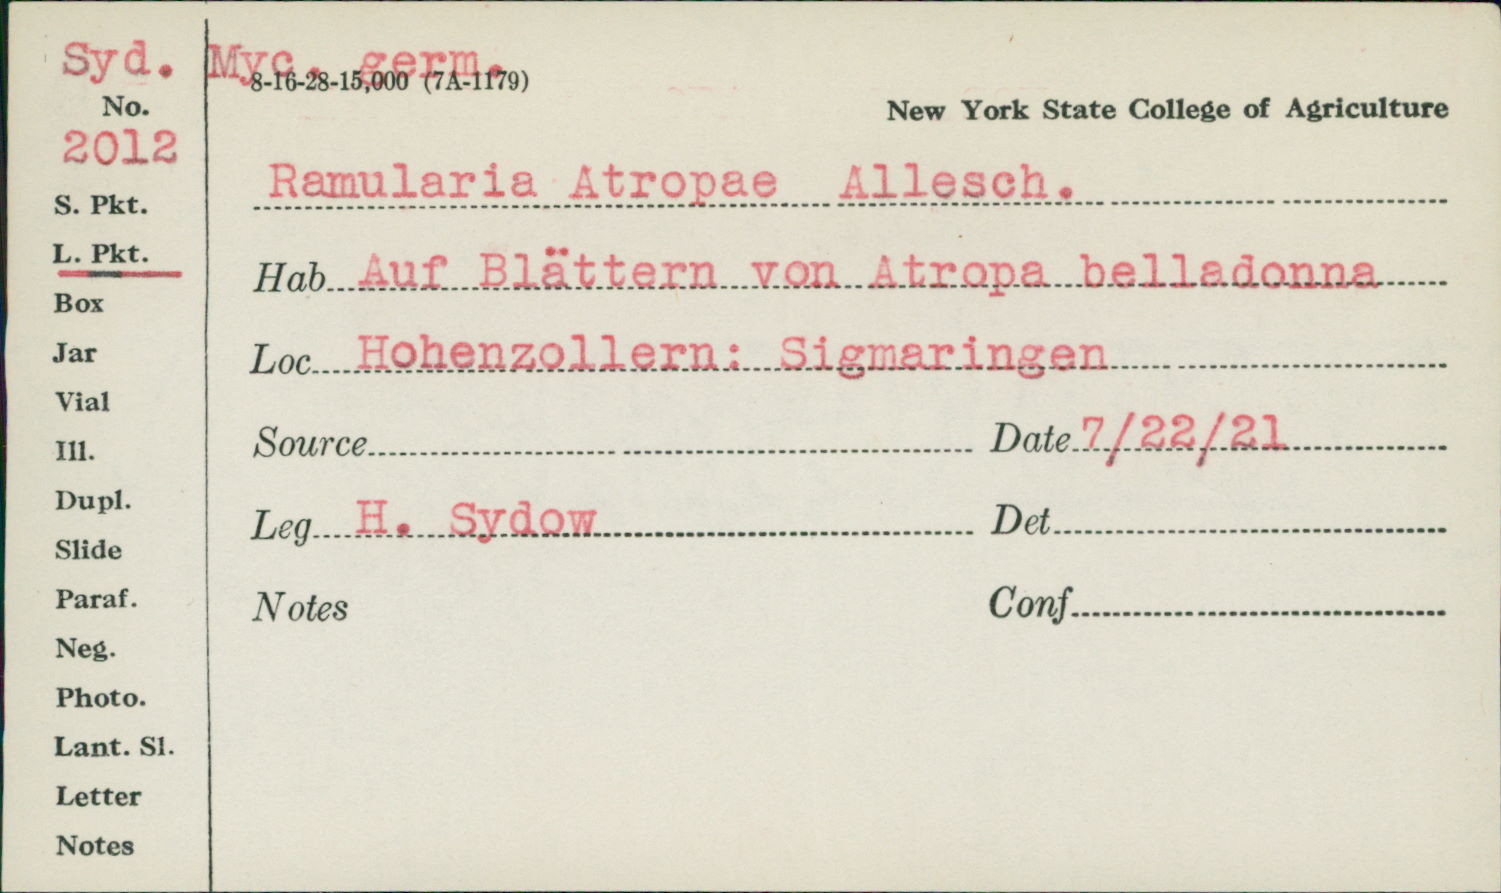 Syd. Myc. germ.
8-16-28-15,000 (7A-1179)
No.
New York State College of Agriculture
2012
Ramularia Atropae Allesch.
S. Pkt.
L. Pkt.
Hab Auf Blättern von Atropa belladonna
Box
Jar
Loc Hohenzollern: Sigmaringen
Vial
Ill.
Source Date 7/22/21
Dupl.
Leg H. Sydow Det
Slide
Paraf.
Notes Conf
Neg.
Photo.
Lant. Sl.
Letter
Notes